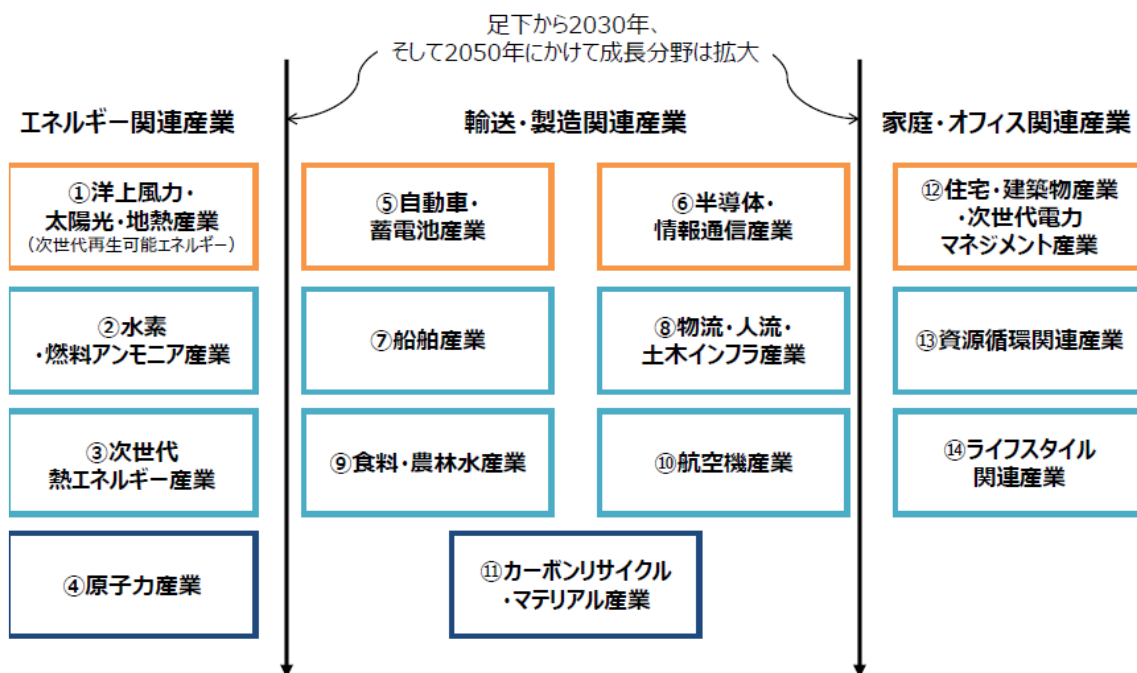 足下から2030年、
そして2050年にかけて成長分野は拡大
エネルギー関連産業
輸送・製造関連産業
家庭・オフィス関連産業
①洋上風力・
太陽光・地熱産業
（次世代再生可能エネルギー）
②水素
・燃料アンモニア産業
③次世代
熱エネルギー産業
④原子力産業
⑤自動車・
蓄電池産業
⑥半導体・
情報通信産業
⑦船舶産業
⑧物流・人流・
土木インフラ産業
⑨食料・農林水産業
⑩航空機産業
⑪カーボンリサイクル
・マテリアル産業
⑫住宅・建築物産業
・次世代電力
マネジメント産業
⑬資源循環関連産業
⑭ライフスタイル
関連産業